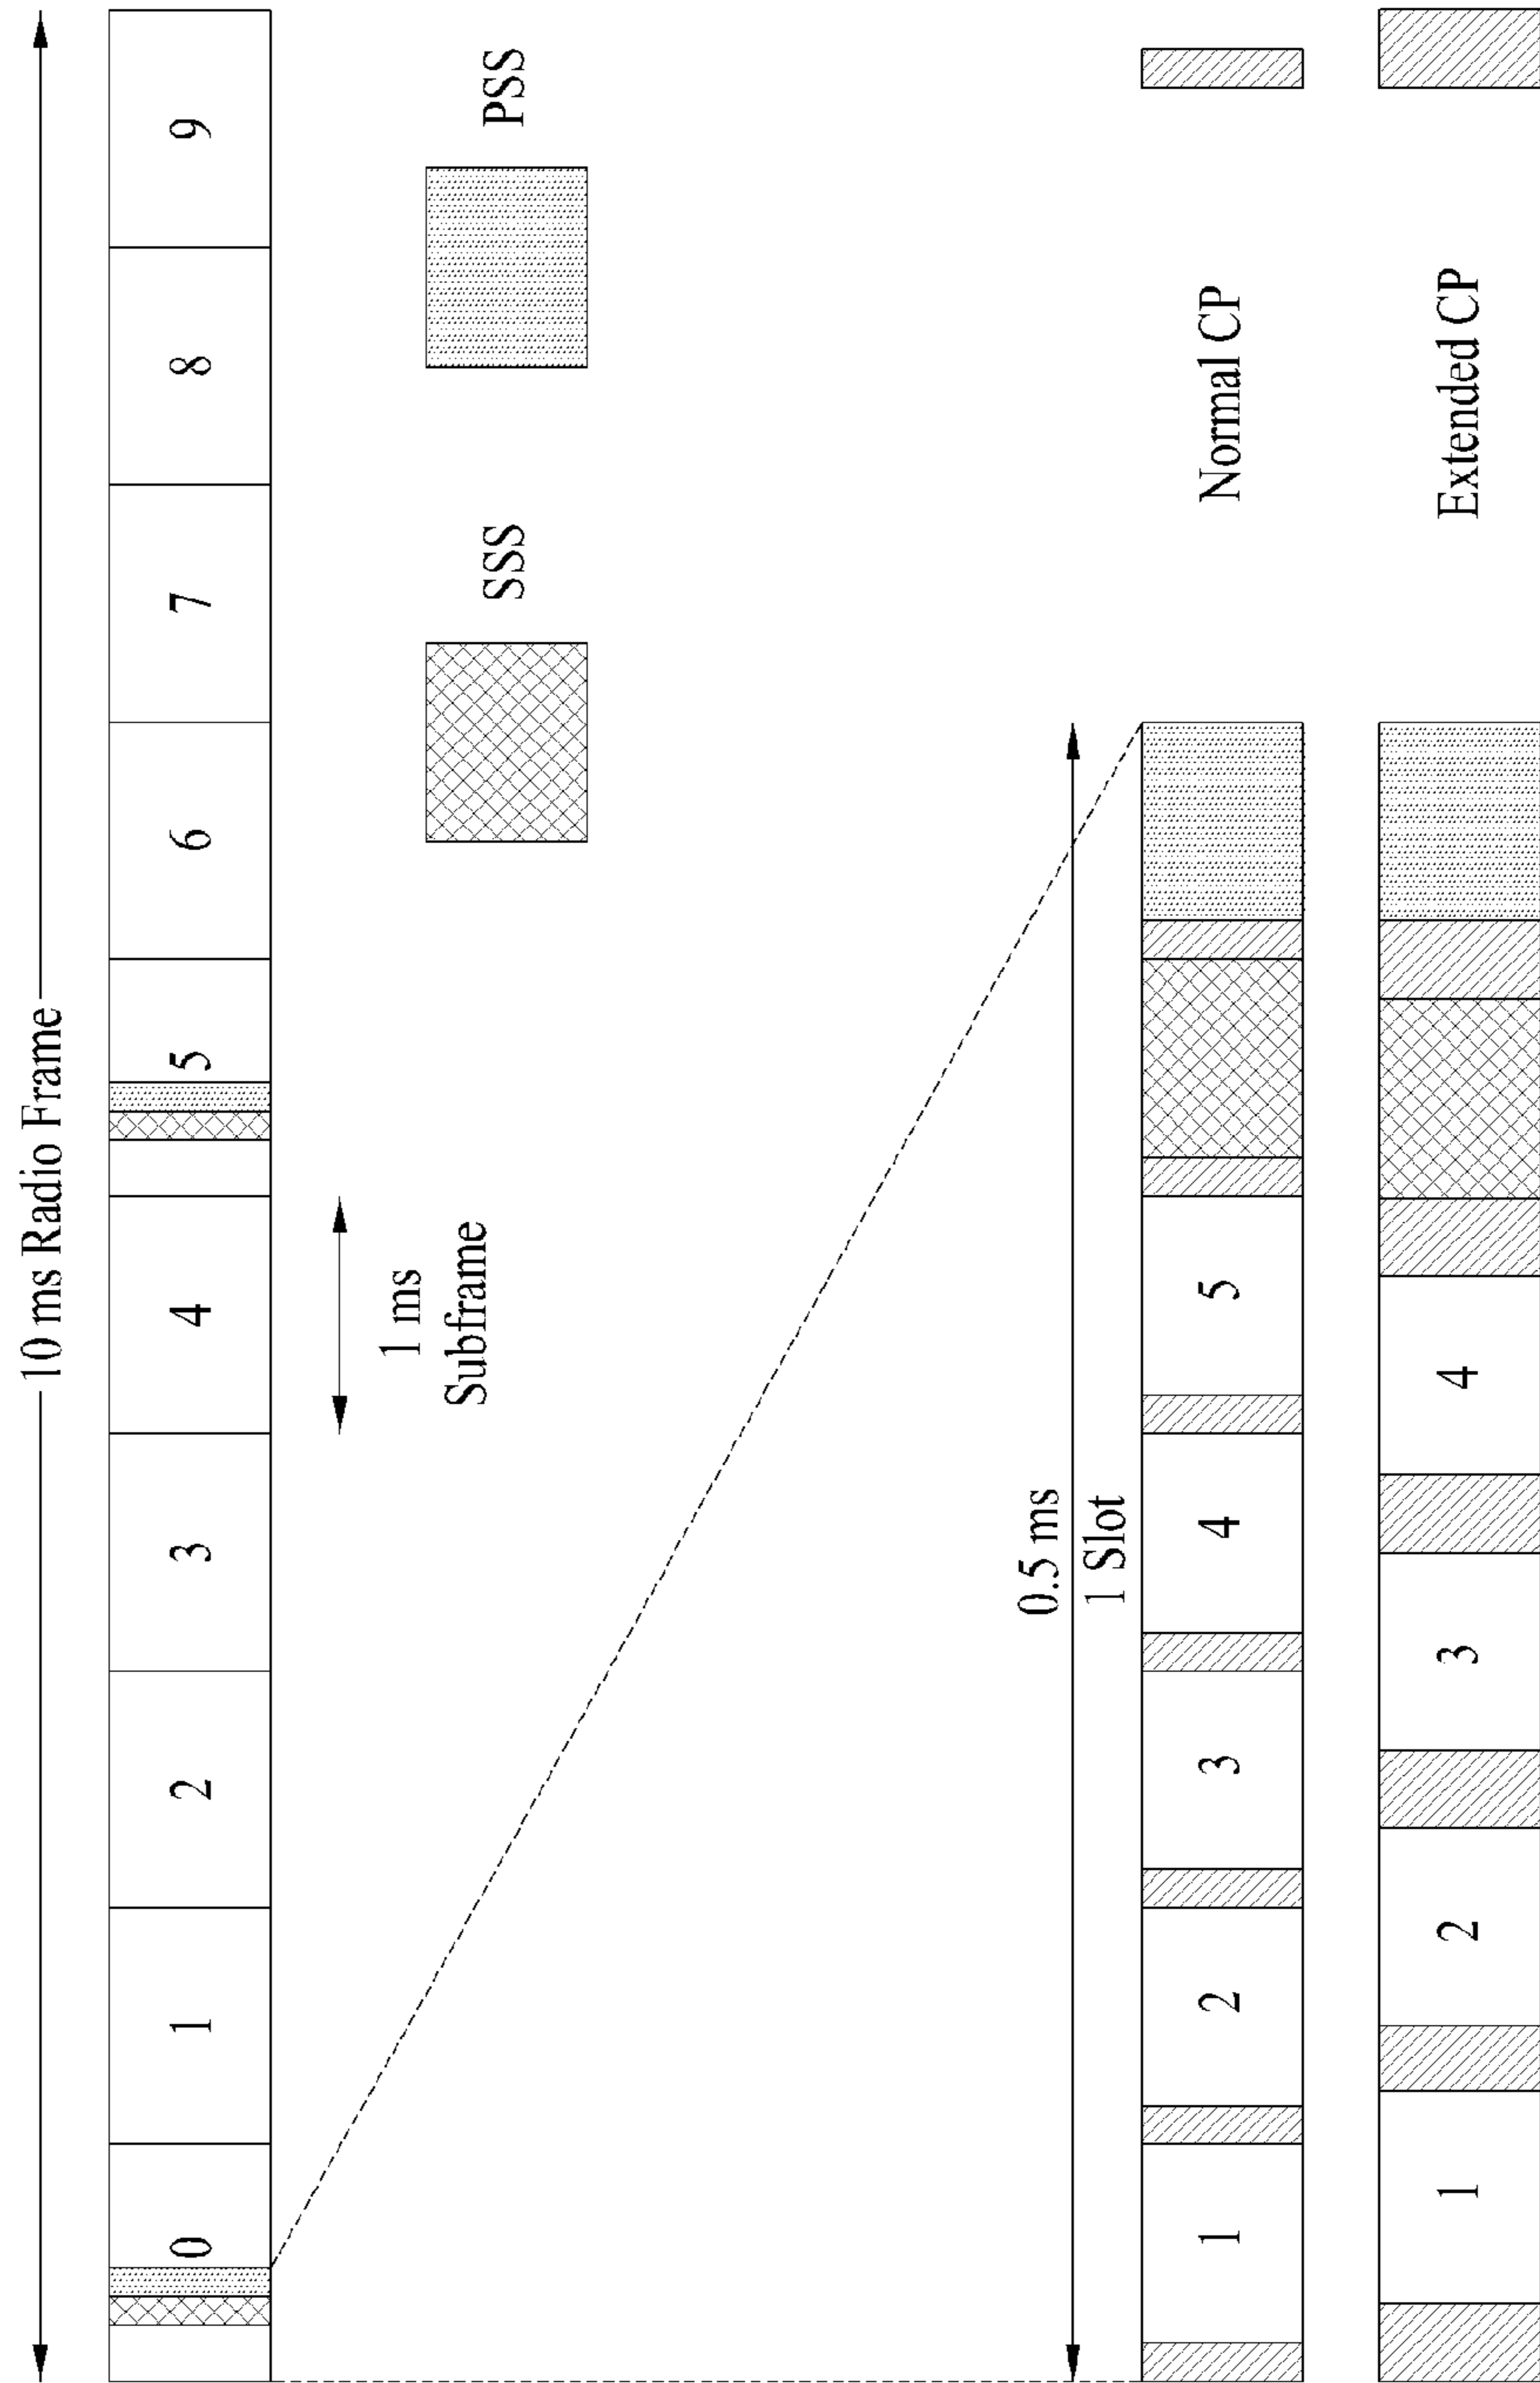 10 ms Radio Frame
0 1 2 3 4 5 6 7 8 9
1 ms
Subframe
SSS
PSS
0.5 ms
1 Slot
1 2 3 4 5
Normal CP
1 2 3 4
Extended CP